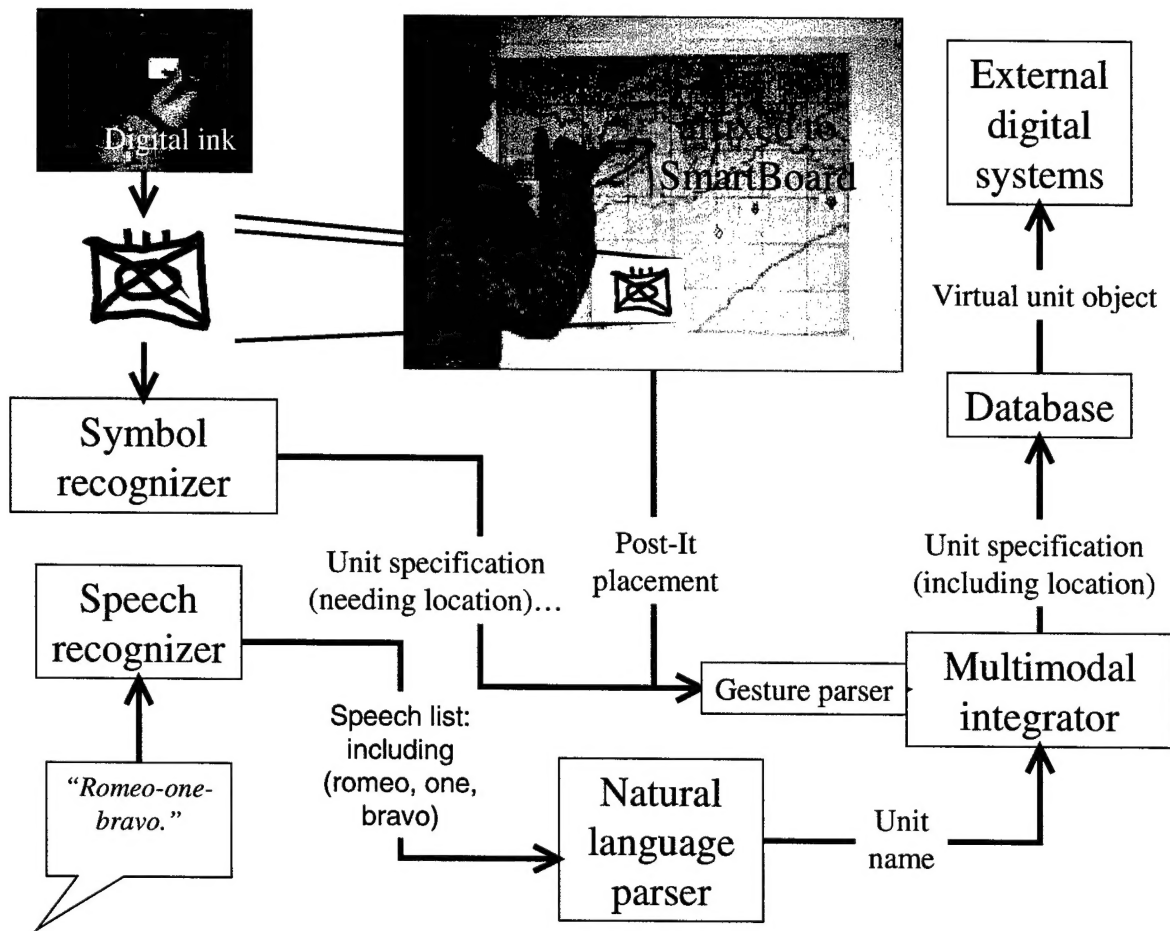 Digital ink
affixed to
SmartBoard
External
digital
systems
Virtual unit object
Database
Symbol
recognizer
Unit specification
(needing location)…
Post-It
placement
Unit specification
(including location)
Speech
recognizer
Gesture parser
Multimodal
integrator
Speech list:
including
(romeo, one,
bravo)
“Romeo-one-
bravo.”
Natural
language
parser
Unit
name